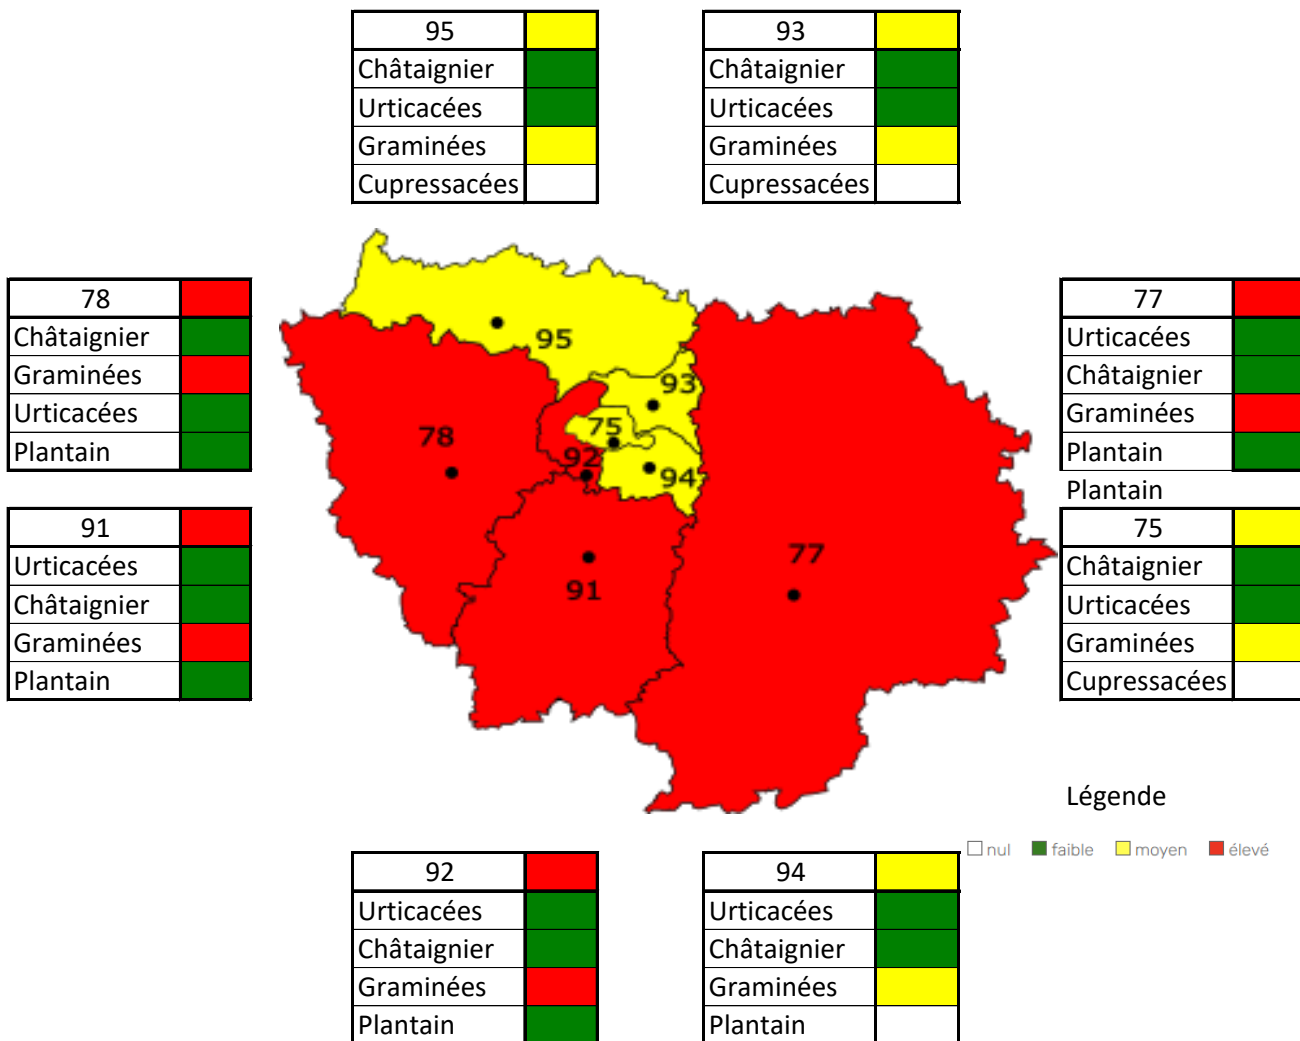 95
Châtaignier
Urticacées
Graminées
Cupressacées
93
Châtaignier
Urticacées
Graminées
Cupressacées
78
Châtaignier
Graminées
Urticacées
Plantain
91
Urticacées
Châtaignier
Graminées
Plantain
95
93
75
78
92
94
77
91
77
Urticacées
Châtaignier
Graminées
Plantain
Plantain
75
Châtaignier
Urticacées
Graminées
Cupressacées
Légende
nul faible moyen élevé
92
Urticacées
Châtaignier
Graminées
Plantain
94
Urticacées
Châtaignier
Graminées
Plantain